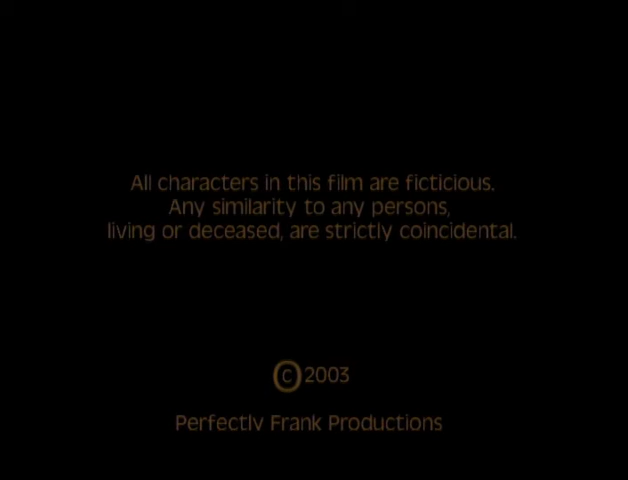 All characters in this film are ficticious.
Any similarity to any persons,
living or deceased, are strictly coincidental.
© 2003
Perfectly Frank Productions